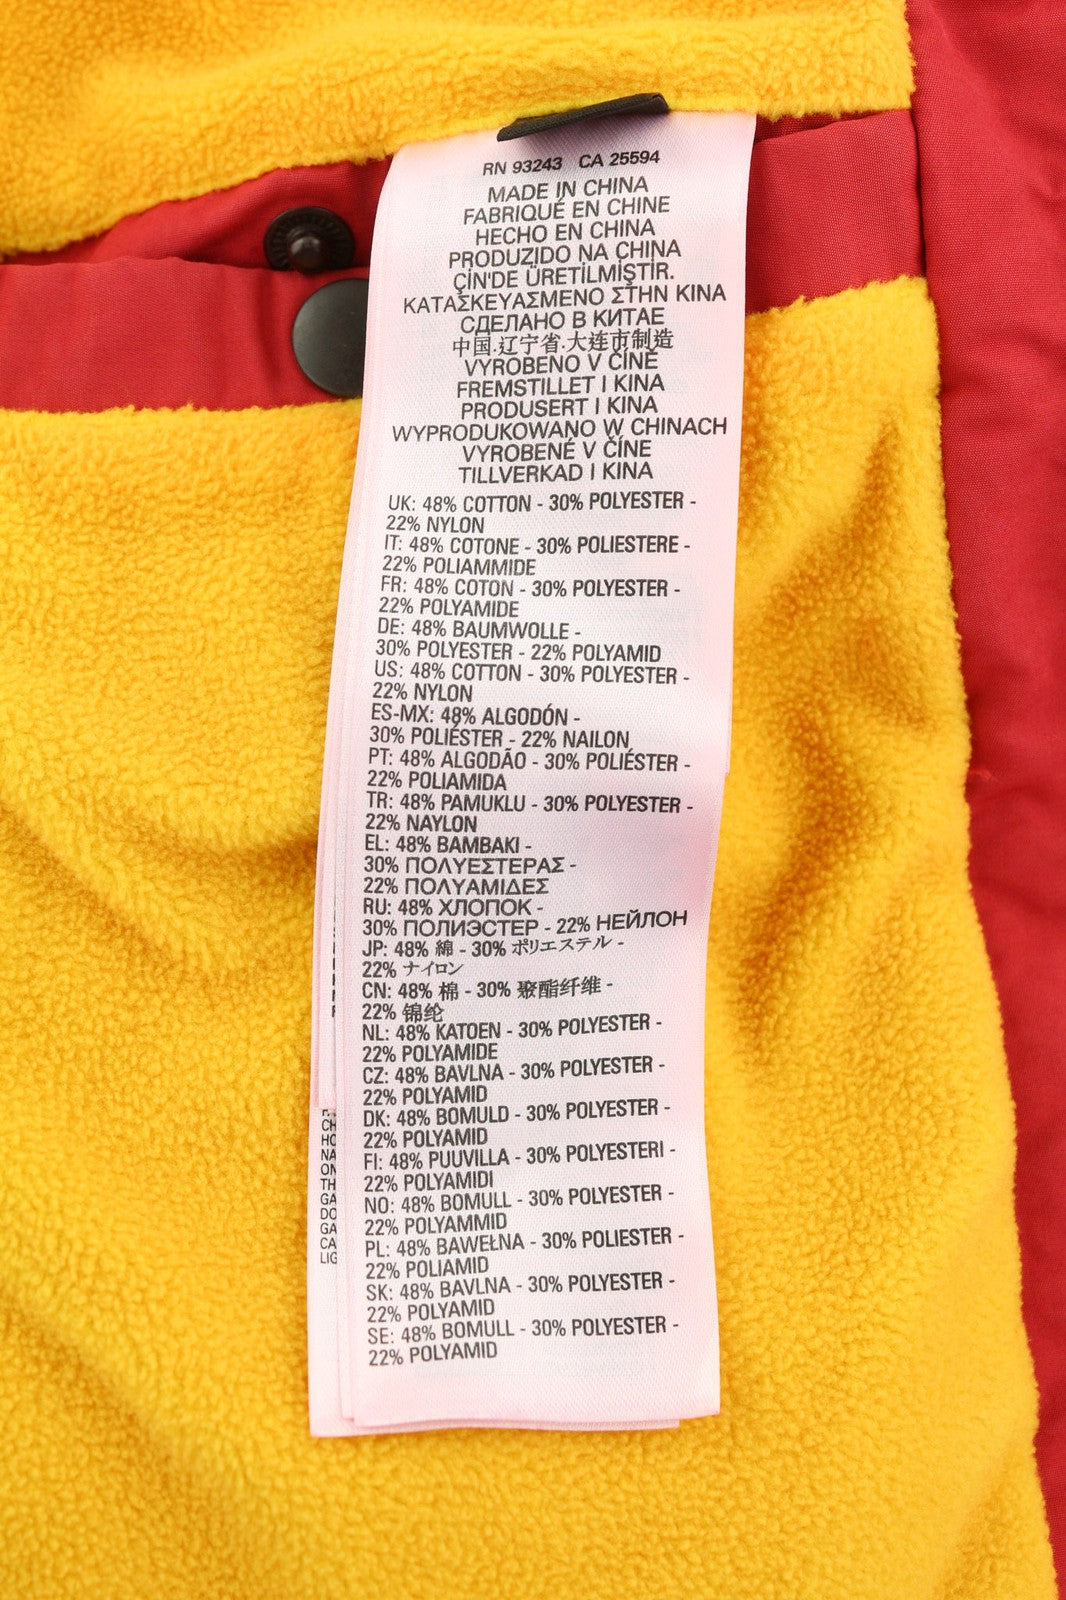 RN 93243 CA 25594
MADE IN CHINA
FABRIQUÉ EN CHINE
HECHO EN CHINA
PRODUZIDO NA CHINA
ÇİN'DE ÜRETİLMİŞTİR.
ΚΑΤΑΣΚΕΥΑΣΜΕΝΟ ΣΤΗΝ ΚΙΝΑ
СДЕЛАНО В КИТАЕ
中国.辽宁省.大连市制造
VYROBENO V ČÍNĚ
FREMSTILLET I KINA
PRODUSERT I KINA
WYPRODUKOWANO W CHINACH
VYROBENÉ V ČÍNE
TILLVERKAD I KINA
UK: 48% COTTON - 30% POLYESTER -
22% NYLON
IT: 48% COTONE - 30% POLIESTERE -
22% POLIAMMIDE
FR: 48% COTON - 30% POLYESTER -
22% POLYAMIDE
DE: 48% BAUMWOLLE -
30% POLYESTER - 22% POLYAMID
US: 48% COTTON - 30% POLYESTER -
22% NYLON
ES-MX: 48% ALGODÓN -
30% POLIÉSTER - 22% NAILON
PT: 48% ALGODÃO - 30% POLIÉSTER -
22% POLIAMIDA
TR: 48% PAMUKLU - 30% POLYESTER -
22% NAYLON
EL: 48% ΒΑΜΒΑΚΙ -
30% ΠΟΛΥΕΣΤΕΡΑΣ -
22% ΠΟΛΥΑΜΙΔΕΣ
RU: 48% ХЛОПОК -
30% ПОЛИЭСТЕР - 22% НЕЙЛОН
JP: 48% 綿 - 30% ポリエステル -
22% ナイロン
CN: 48% 棉 - 30% 聚酯纤维 -
22% 锦纶
NL: 48% KATOEN - 30% POLYESTER -
22% POLYAMIDE
CZ: 48% BAVLNA - 30% POLYESTER -
22% POLYAMID
DK: 48% BOMULD - 30% POLYESTER -
22% POLYAMID
FI: 48% PUUVILLA - 30% POLYESTERI -
22% POLYAMIDI
NO: 48% BOMULL - 30% POLYESTER -
22% POLYAMMID
PL: 48% BAWEŁNA - 30% POLIESTER -
22% POLIAMID
SK: 48% BAVLNA - 30% POLYESTER -
22% POLYAMID
SE: 48% BOMULL - 30% POLYESTER -
22% POLYAMID
CH
HO
NA
ON
TH
GA
DO
GA
CA
LIG